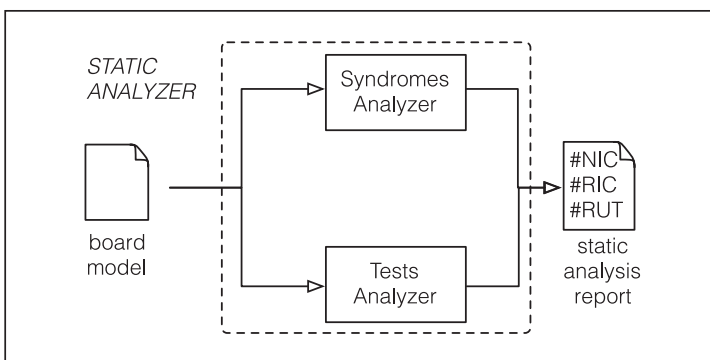 STATIC
ANALYZER
Syndromes
Analyzer
board
model
Tests
Analyzer
#NIC
#RIC
#RUT
static
analysis
report